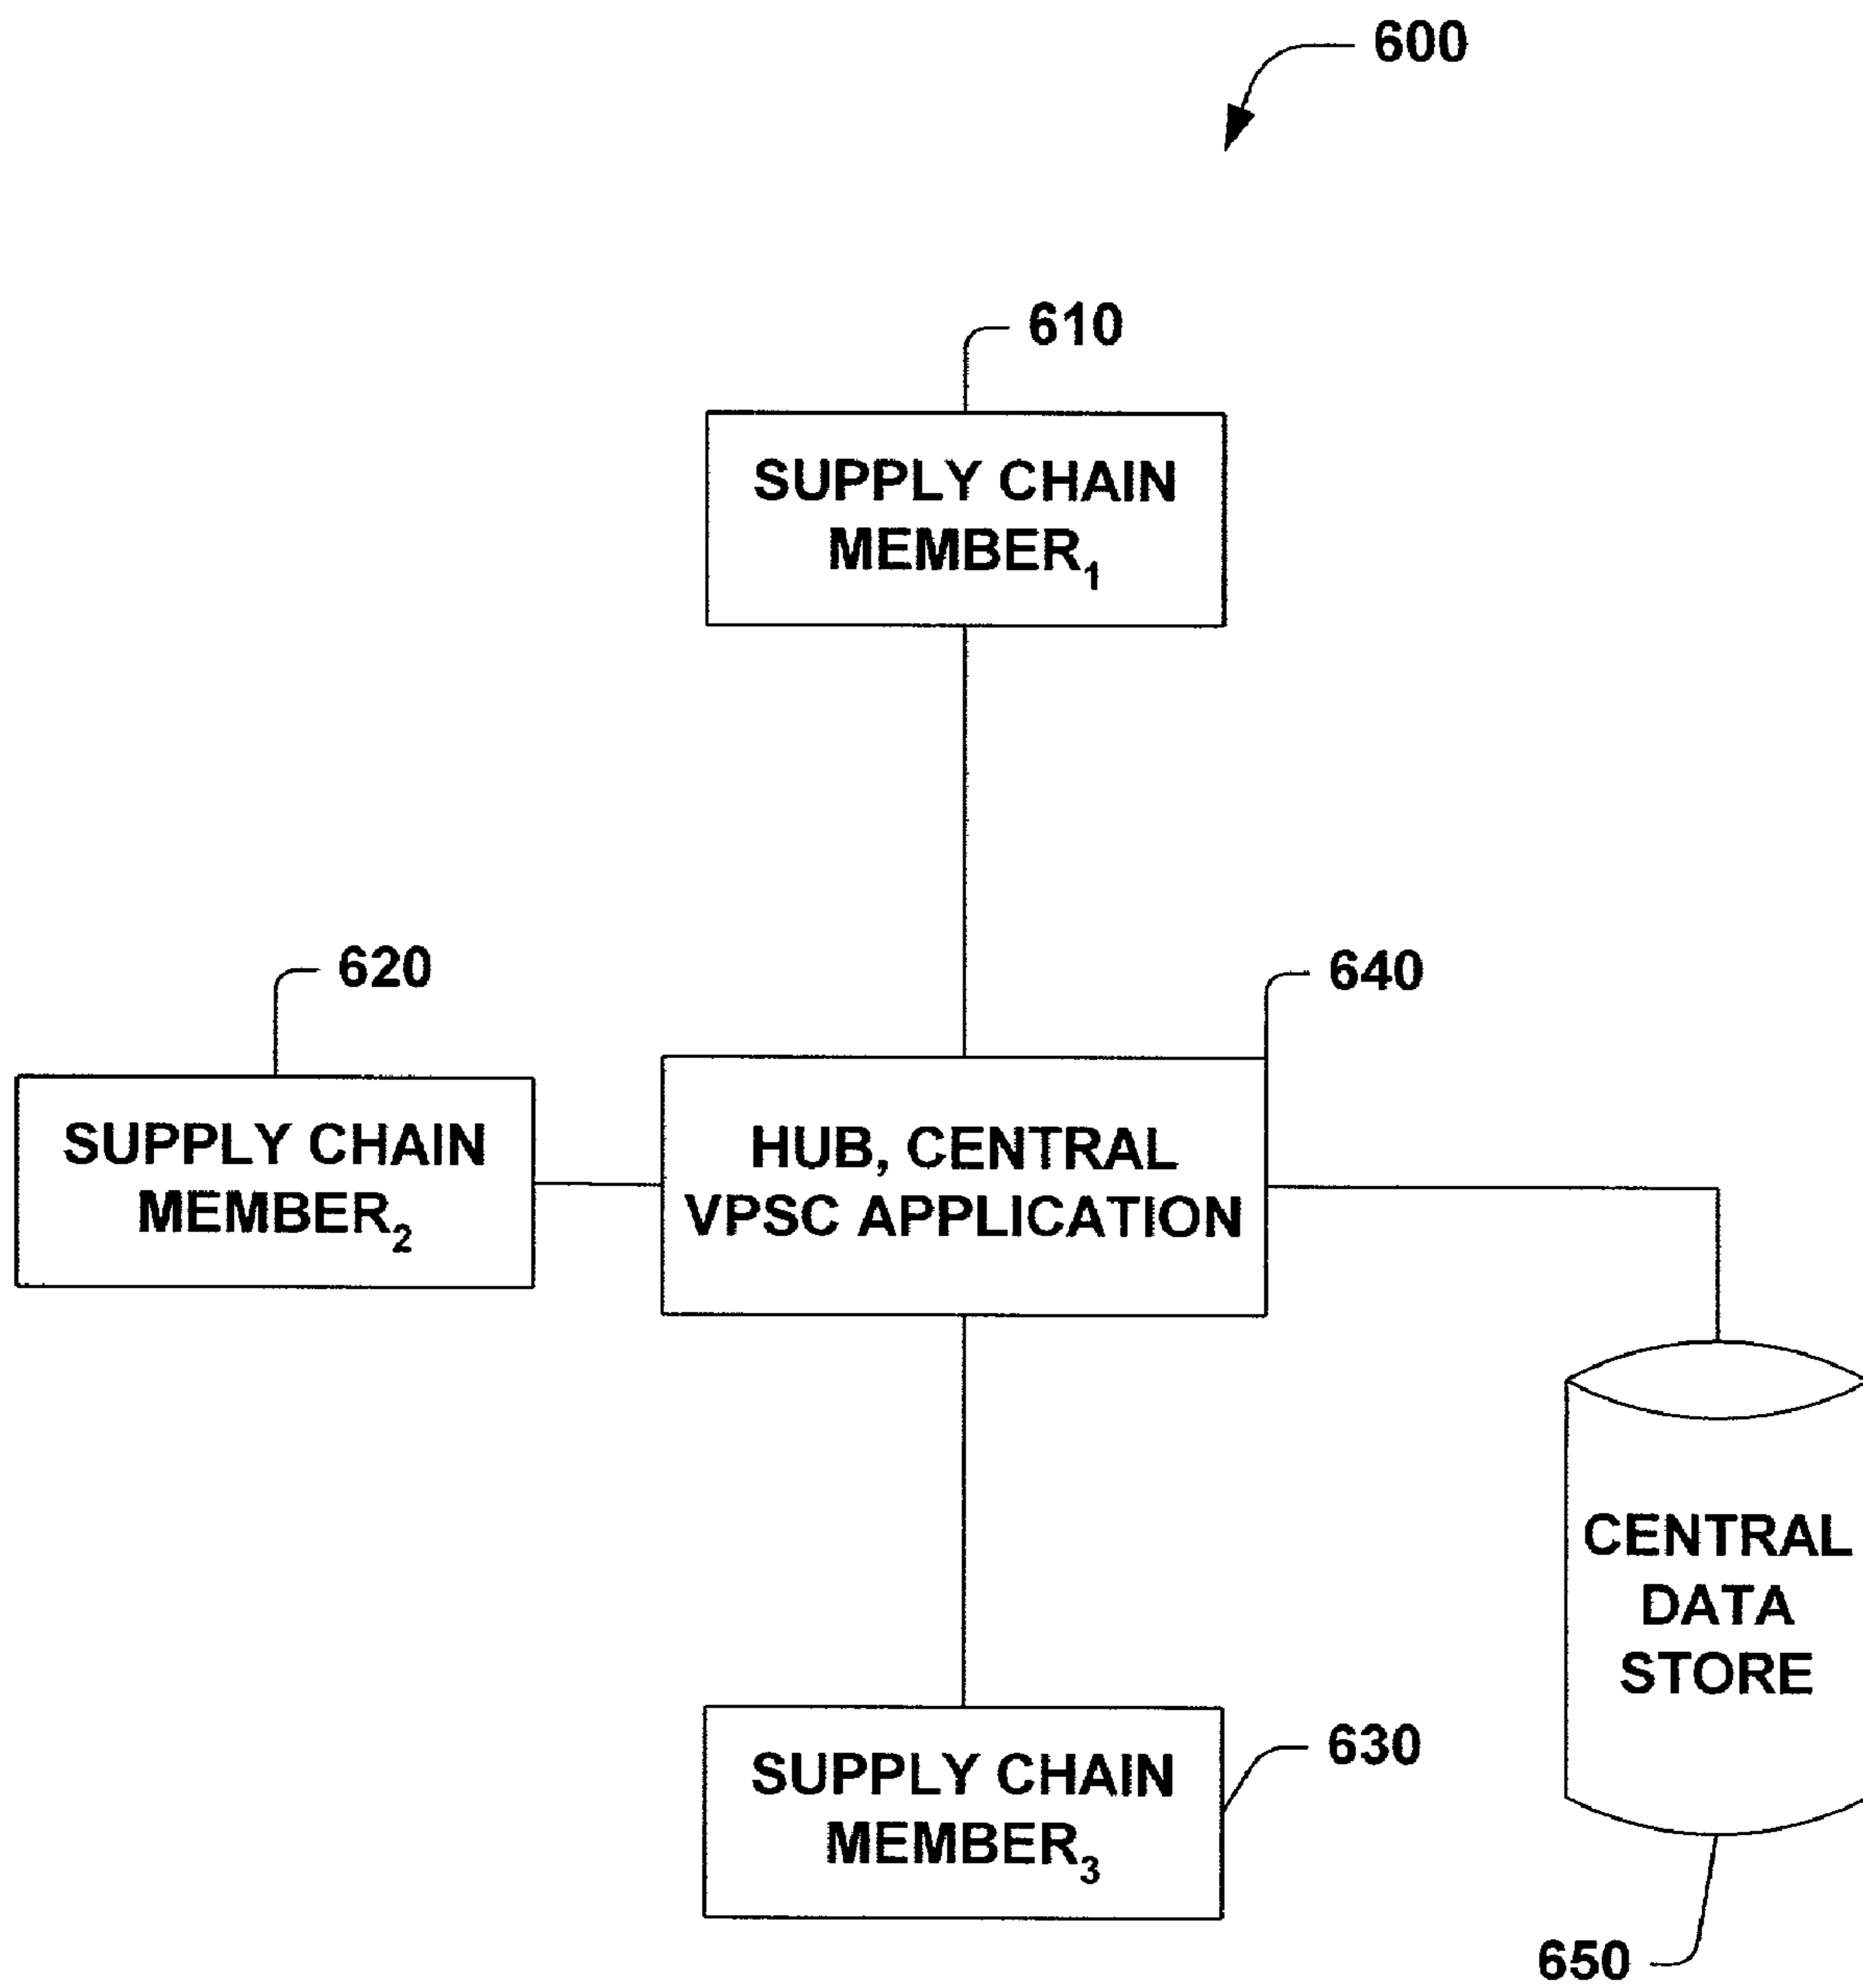 600
610
SUPPLY CHAIN
MEMBER₁
620
640
SUPPLY CHAIN
MEMBER₂
HUB, CENTRAL
VPSC APPLICATION
CENTRAL
DATA
STORE
630
SUPPLY CHAIN
MEMBER₃
650